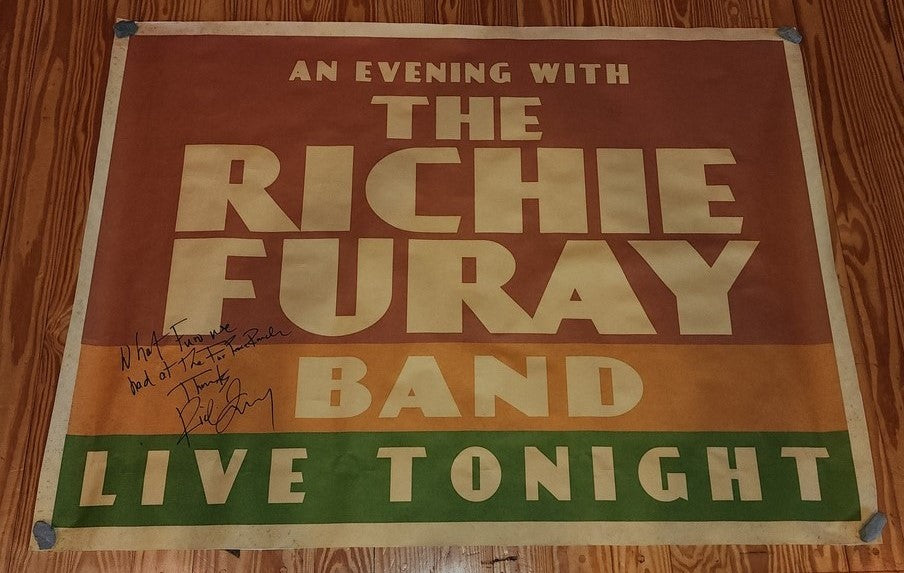 AN EVENING WITH
THE
RICHIE
FURAY
What Fun we
had at The
Thanks
BAND
LIVE TONIGHT